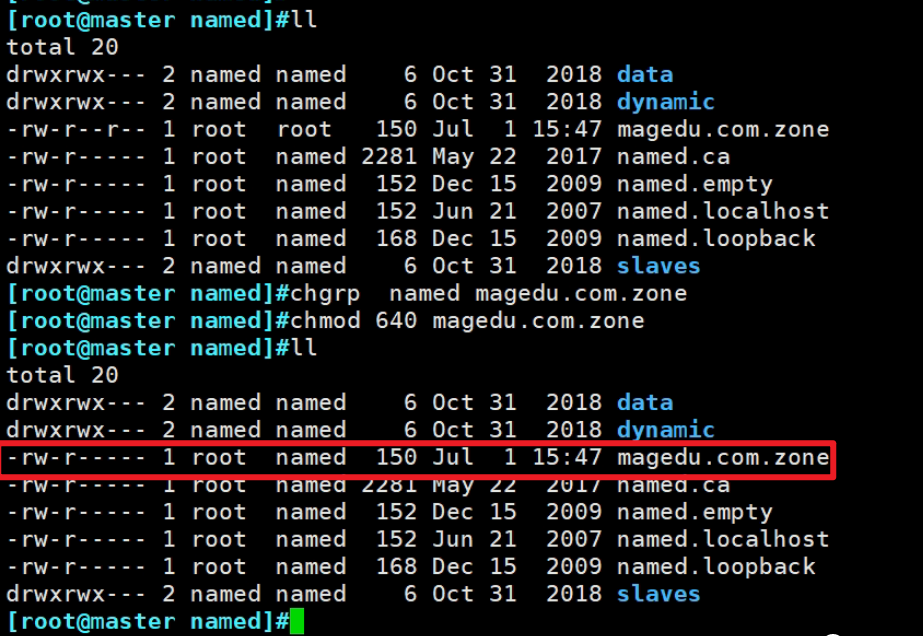 [root@master named]#ll
total 20
drwxrwx--- 2 named named    6 Oct 31  2018 data
drwxrwx--- 2 named named    6 Oct 31  2018 dynamic
-rw-r--r-- 1 root  root   150 Jul  1 15:47 magedu.com.zone
-rw-r----- 1 root  named 2281 May 22  2017 named.ca
-rw-r----- 1 root  named  152 Dec 15  2009 named.empty
-rw-r----- 1 root  named  152 Jun 21  2007 named.localhost
-rw-r----- 1 root  named  168 Dec 15  2009 named.loopback
drwxrwx--- 2 named named    6 Oct 31  2018 slaves
[root@master named]#chgrp  named magedu.com.zone
[root@master named]#chmod 640 magedu.com.zone
[root@master named]#ll
total 20
drwxrwx--- 2 named named    6 Oct 31  2018 data
drwxrwx--- 2 named named    6 Oct 31  2018 dynamic
-rw-r----- 1 root  named  150 Jul  1 15:47 magedu.com.zone
-rw-r----- 1 root  named 2281 May 22  2017 named.ca
-rw-r----- 1 root  named  152 Dec 15  2009 named.empty
-rw-r----- 1 root  named  152 Jun 21  2007 named.localhost
-rw-r----- 1 root  named  168 Dec 15  2009 named.loopback
drwxrwx--- 2 named named    6 Oct 31  2018 slaves
[root@master named]#